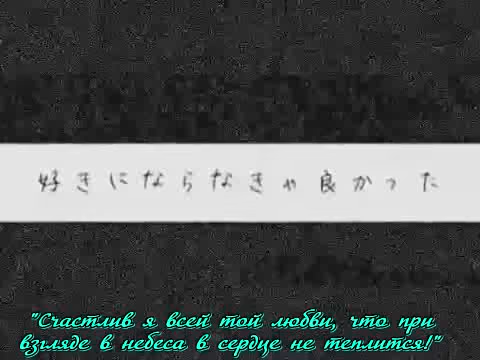 好きにならなきゃ良かった
"Счастлив я всей той любви, что при
взгляде в небеса в сердце не теплится!"